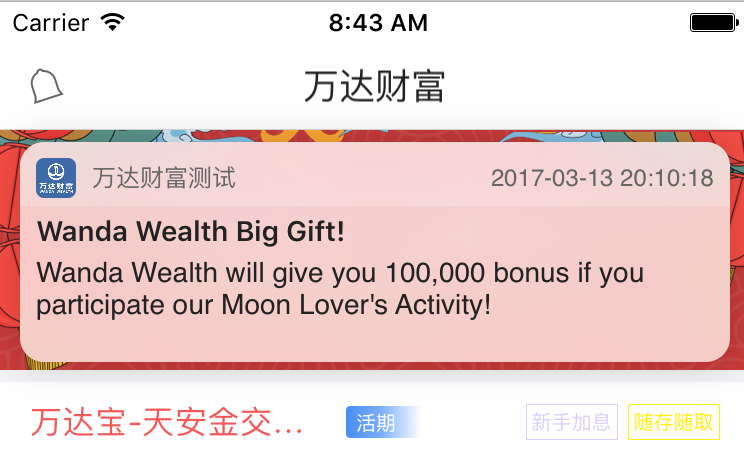 Carrier 8:43 AM
万达财富
万达财富
WANDA WEALTH
万达财富测试 2017-03-13 20:10:18
Wanda Wealth Big Gift!
Wanda Wealth will give you 100,000 bonus if you
participate our Moon Lover's Activity!
万达宝-天安金交... 活期 新手加息 随存随取